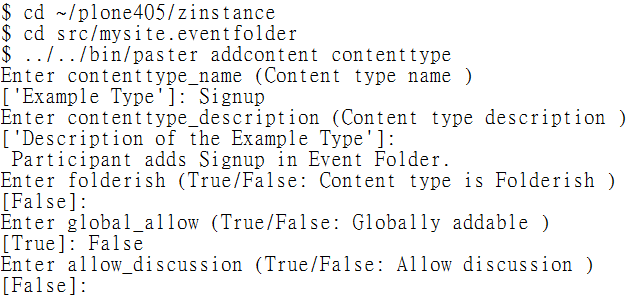 $ cd ~/plone405/zinstance
$ cd src/mysite.eventfolder
$ ../../bin/paster addcontent contenttype
Enter contenttype_name (Content type name )
['Example Type']: Signup
Enter contenttype_description (Content type description )
['Description of the Example Type']:
 Participant adds Signup in Event Folder.
Enter folderish (True/False: Content type is Folderish )
[False]:
Enter global_allow (True/False: Globally addable )
[True]: False
Enter allow_discussion (True/False: Allow discussion )
[False]: